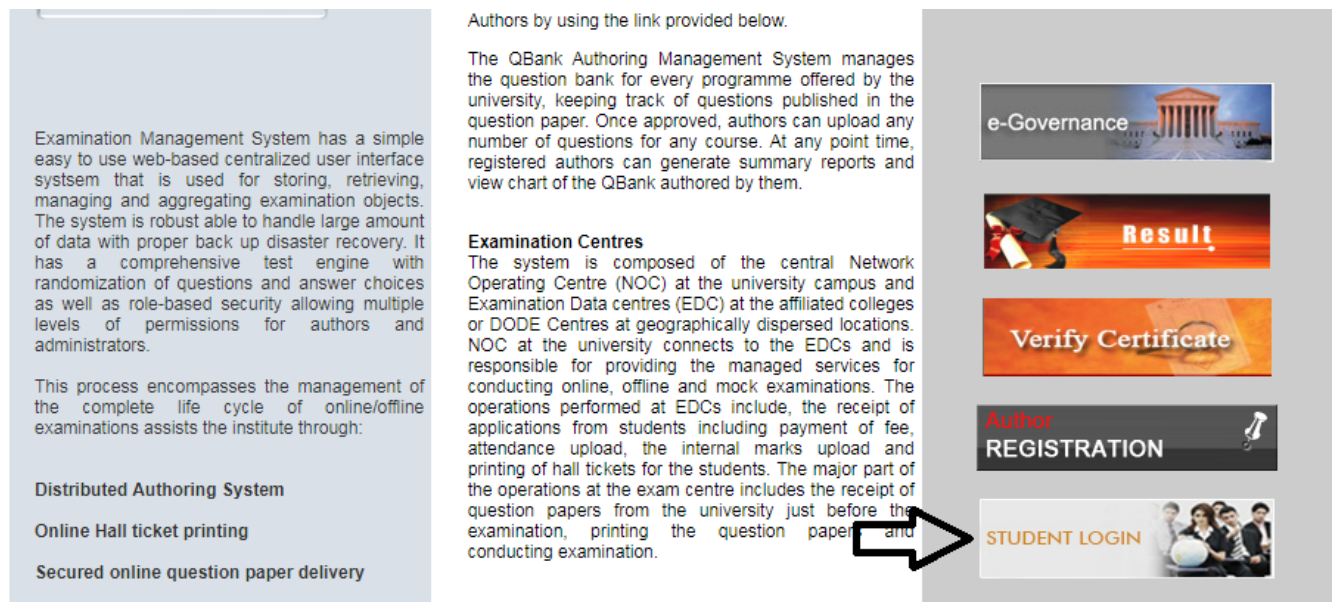 Examination Management System has a simple
easy to use web-based centralized user interface
systsem that is used for storing, retrieving,
managing and aggregating examination objects.
The system is robust able to handle large amount
of data with proper back up disaster recovery. It
has a comprehensive test engine with
randomization of questions and answer choices
as well as role-based security allowing multiple
levels of permissions for authors and
administrators.
This process encompasses the management of
the complete life cycle of online/offline
examinations assists the institute through:
Distributed Authoring System
Online Hall ticket printing
Secured online question paper delivery
Authors by using the link provided below.
The QBank Authoring Management System manages
the question bank for every programme offered by the
university, keeping track of questions published in the
question paper. Once approved, authors can upload any
number of questions for any course. At any point time,
registered authors can generate summary reports and
view chart of the QBank authored by them.
Examination Centres
The system is composed of the central Network
Operating Centre (NOC) at the university campus and
Examination Data centres (EDC) at the affiliated colleges
or DODE Centres at geographically dispersed locations.
NOC at the university connects to the EDCs and is
responsible for providing the managed services for
conducting online, offline and mock examinations. The
operations performed at EDCs include, the receipt of
applications from students including payment of fee,
attendance upload, the internal marks upload and
printing of hall tickets for the students. The major part of
the operations at the exam centre includes the receipt of
question papers from the university just before the
examination, printing the question papers and
conducting examination.
e-Governance
Result
Verify Certificate
Author
REGISTRATION
STUDENT LOGIN